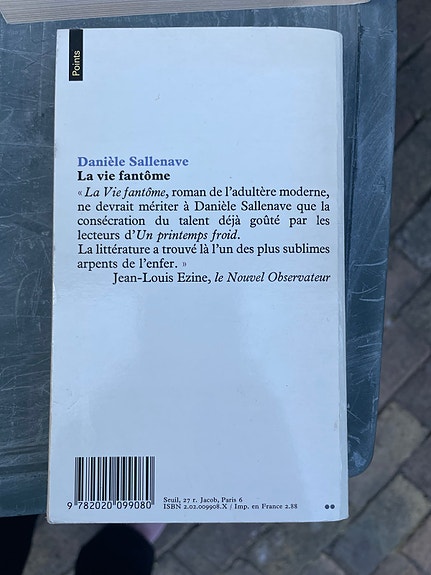 Points
Danièle Sallenave
La vie fantôme
« La Vie fantôme, roman de l'adultère moderne,
ne devrait mériter à Danièle Sallenave que la
consécration du talent déjà goûté par les
lecteurs d'Un printemps froid.
La littérature a trouvé là l'un des plus sublimes
arpents de l'enfer. »
Jean-Louis Ezine, le Nouvel Observateur
9 782020 099080
Seuil, 27 r. Jacob, Paris 6
ISBN 2.02.009908.X / Imp. en France 2.88